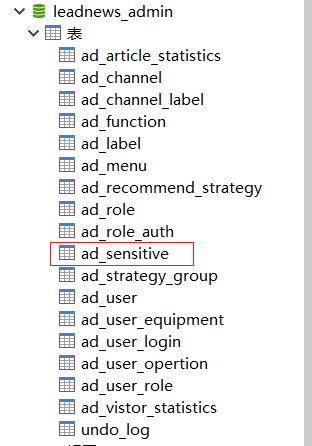 leadnews_admin
表
ad_article_statistics
ad_channel
ad_channel_label
ad_function
ad_label
ad_menu
ad_recommend_strategy
ad_role
ad_role_auth
ad_sensitive
ad_strategy_group
ad_user
ad_user_equipment
ad_user_login
ad_user_opertion
ad_user_role
ad_vistor_statistics
undo_log